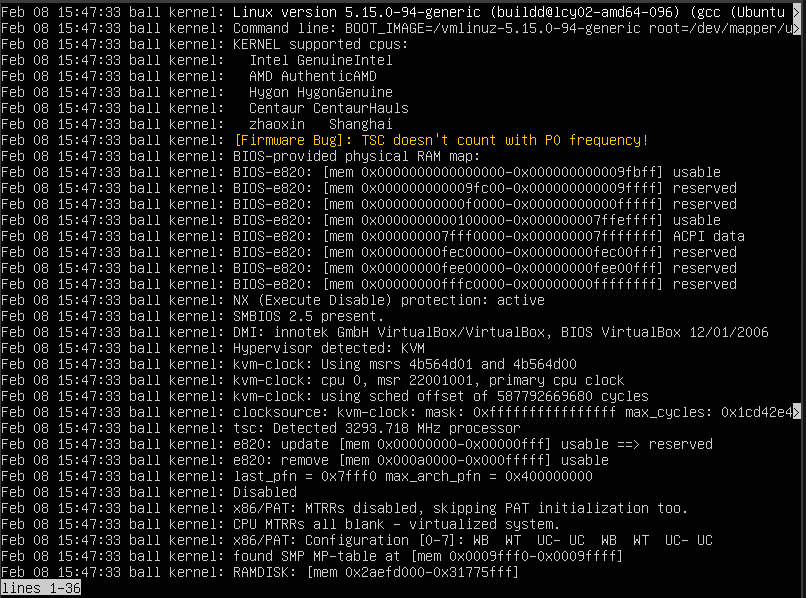 Feb 08 15:47:33 ball kernel: Linux version 5.15.0-94-generic (buildd@lcy02-amd64-096) (gcc (Ubuntu >
Feb 08 15:47:33 ball kernel: Command line: BOOT_IMAGE=/vmlinuz-5.15.0-94-generic root=/dev/mapper/u>
Feb 08 15:47:33 ball kernel: KERNEL supported cpus:
Feb 08 15:47:33 ball kernel:   Intel GenuineIntel
Feb 08 15:47:33 ball kernel:   AMD AuthenticAMD
Feb 08 15:47:33 ball kernel:   Hygon HygonGenuine
Feb 08 15:47:33 ball kernel:   Centaur CentaurHauls
Feb 08 15:47:33 ball kernel:   zhaoxin   Shanghai
Feb 08 15:47:33 ball kernel: [Firmware Bug]: TSC doesn't count with P0 frequency!
Feb 08 15:47:33 ball kernel: BIOS-provided physical RAM map:
Feb 08 15:47:33 ball kernel: BIOS-e820: [mem 0x0000000000000000-0x000000000009fbff] usable
Feb 08 15:47:33 ball kernel: BIOS-e820: [mem 0x000000000009fc00-0x000000000009ffff] reserved
Feb 08 15:47:33 ball kernel: BIOS-e820: [mem 0x00000000000f0000-0x00000000000fffff] reserved
Feb 08 15:47:33 ball kernel: BIOS-e820: [mem 0x0000000000100000-0x000000007ffeffff] usable
Feb 08 15:47:33 ball kernel: BIOS-e820: [mem 0x000000007fff0000-0x000000007fffffff] ACPI data
Feb 08 15:47:33 ball kernel: BIOS-e820: [mem 0x00000000fec00000-0x00000000fec00fff] reserved
Feb 08 15:47:33 ball kernel: BIOS-e820: [mem 0x00000000fee00000-0x00000000fee00fff] reserved
Feb 08 15:47:33 ball kernel: BIOS-e820: [mem 0x00000000fffc0000-0x00000000ffffffff] reserved
Feb 08 15:47:33 ball kernel: NX (Execute Disable) protection: active
Feb 08 15:47:33 ball kernel: SMBIOS 2.5 present.
Feb 08 15:47:33 ball kernel: DMI: innotek GmbH VirtualBox/VirtualBox, BIOS VirtualBox 12/01/2006
Feb 08 15:47:33 ball kernel: Hypervisor detected: KVM
Feb 08 15:47:33 ball kernel: kvm-clock: Using msrs 4b564d01 and 4b564d00
Feb 08 15:47:33 ball kernel: kvm-clock: cpu 0, msr 22001001, primary cpu clock
Feb 08 15:47:33 ball kernel: kvm-clock: using sched offset of 587792669680 cycles
Feb 08 15:47:33 ball kernel: clocksource: kvm-clock: mask: 0xffffffffffffffff max_cycles: 0x1cd42e4>
Feb 08 15:47:33 ball kernel: tsc: Detected 3293.718 MHz processor
Feb 08 15:47:33 ball kernel: e820: update [mem 0x00000000-0x00000fff] usable ==> reserved
Feb 08 15:47:33 ball kernel: e820: remove [mem 0x000a0000-0x000fffff] usable
Feb 08 15:47:33 ball kernel: last_pfn = 0x7fff0 max_arch_pfn = 0x400000000
Feb 08 15:47:33 ball kernel: Disabled
Feb 08 15:47:33 ball kernel: x86/PAT: MTRRs disabled, skipping PAT initialization too.
Feb 08 15:47:33 ball kernel: CPU MTRRs all blank - virtualized system.
Feb 08 15:47:33 ball kernel: x86/PAT: Configuration [0-7]: WB  WT  UC- UC  WB  WT  UC- UC
Feb 08 15:47:33 ball kernel: found SMP MP-table at [mem 0x0009fff0-0x0009ffff]
Feb 08 15:47:33 ball kernel: RAMDISK: [mem 0x2aefd000-0x31775fff]
lines 1-36